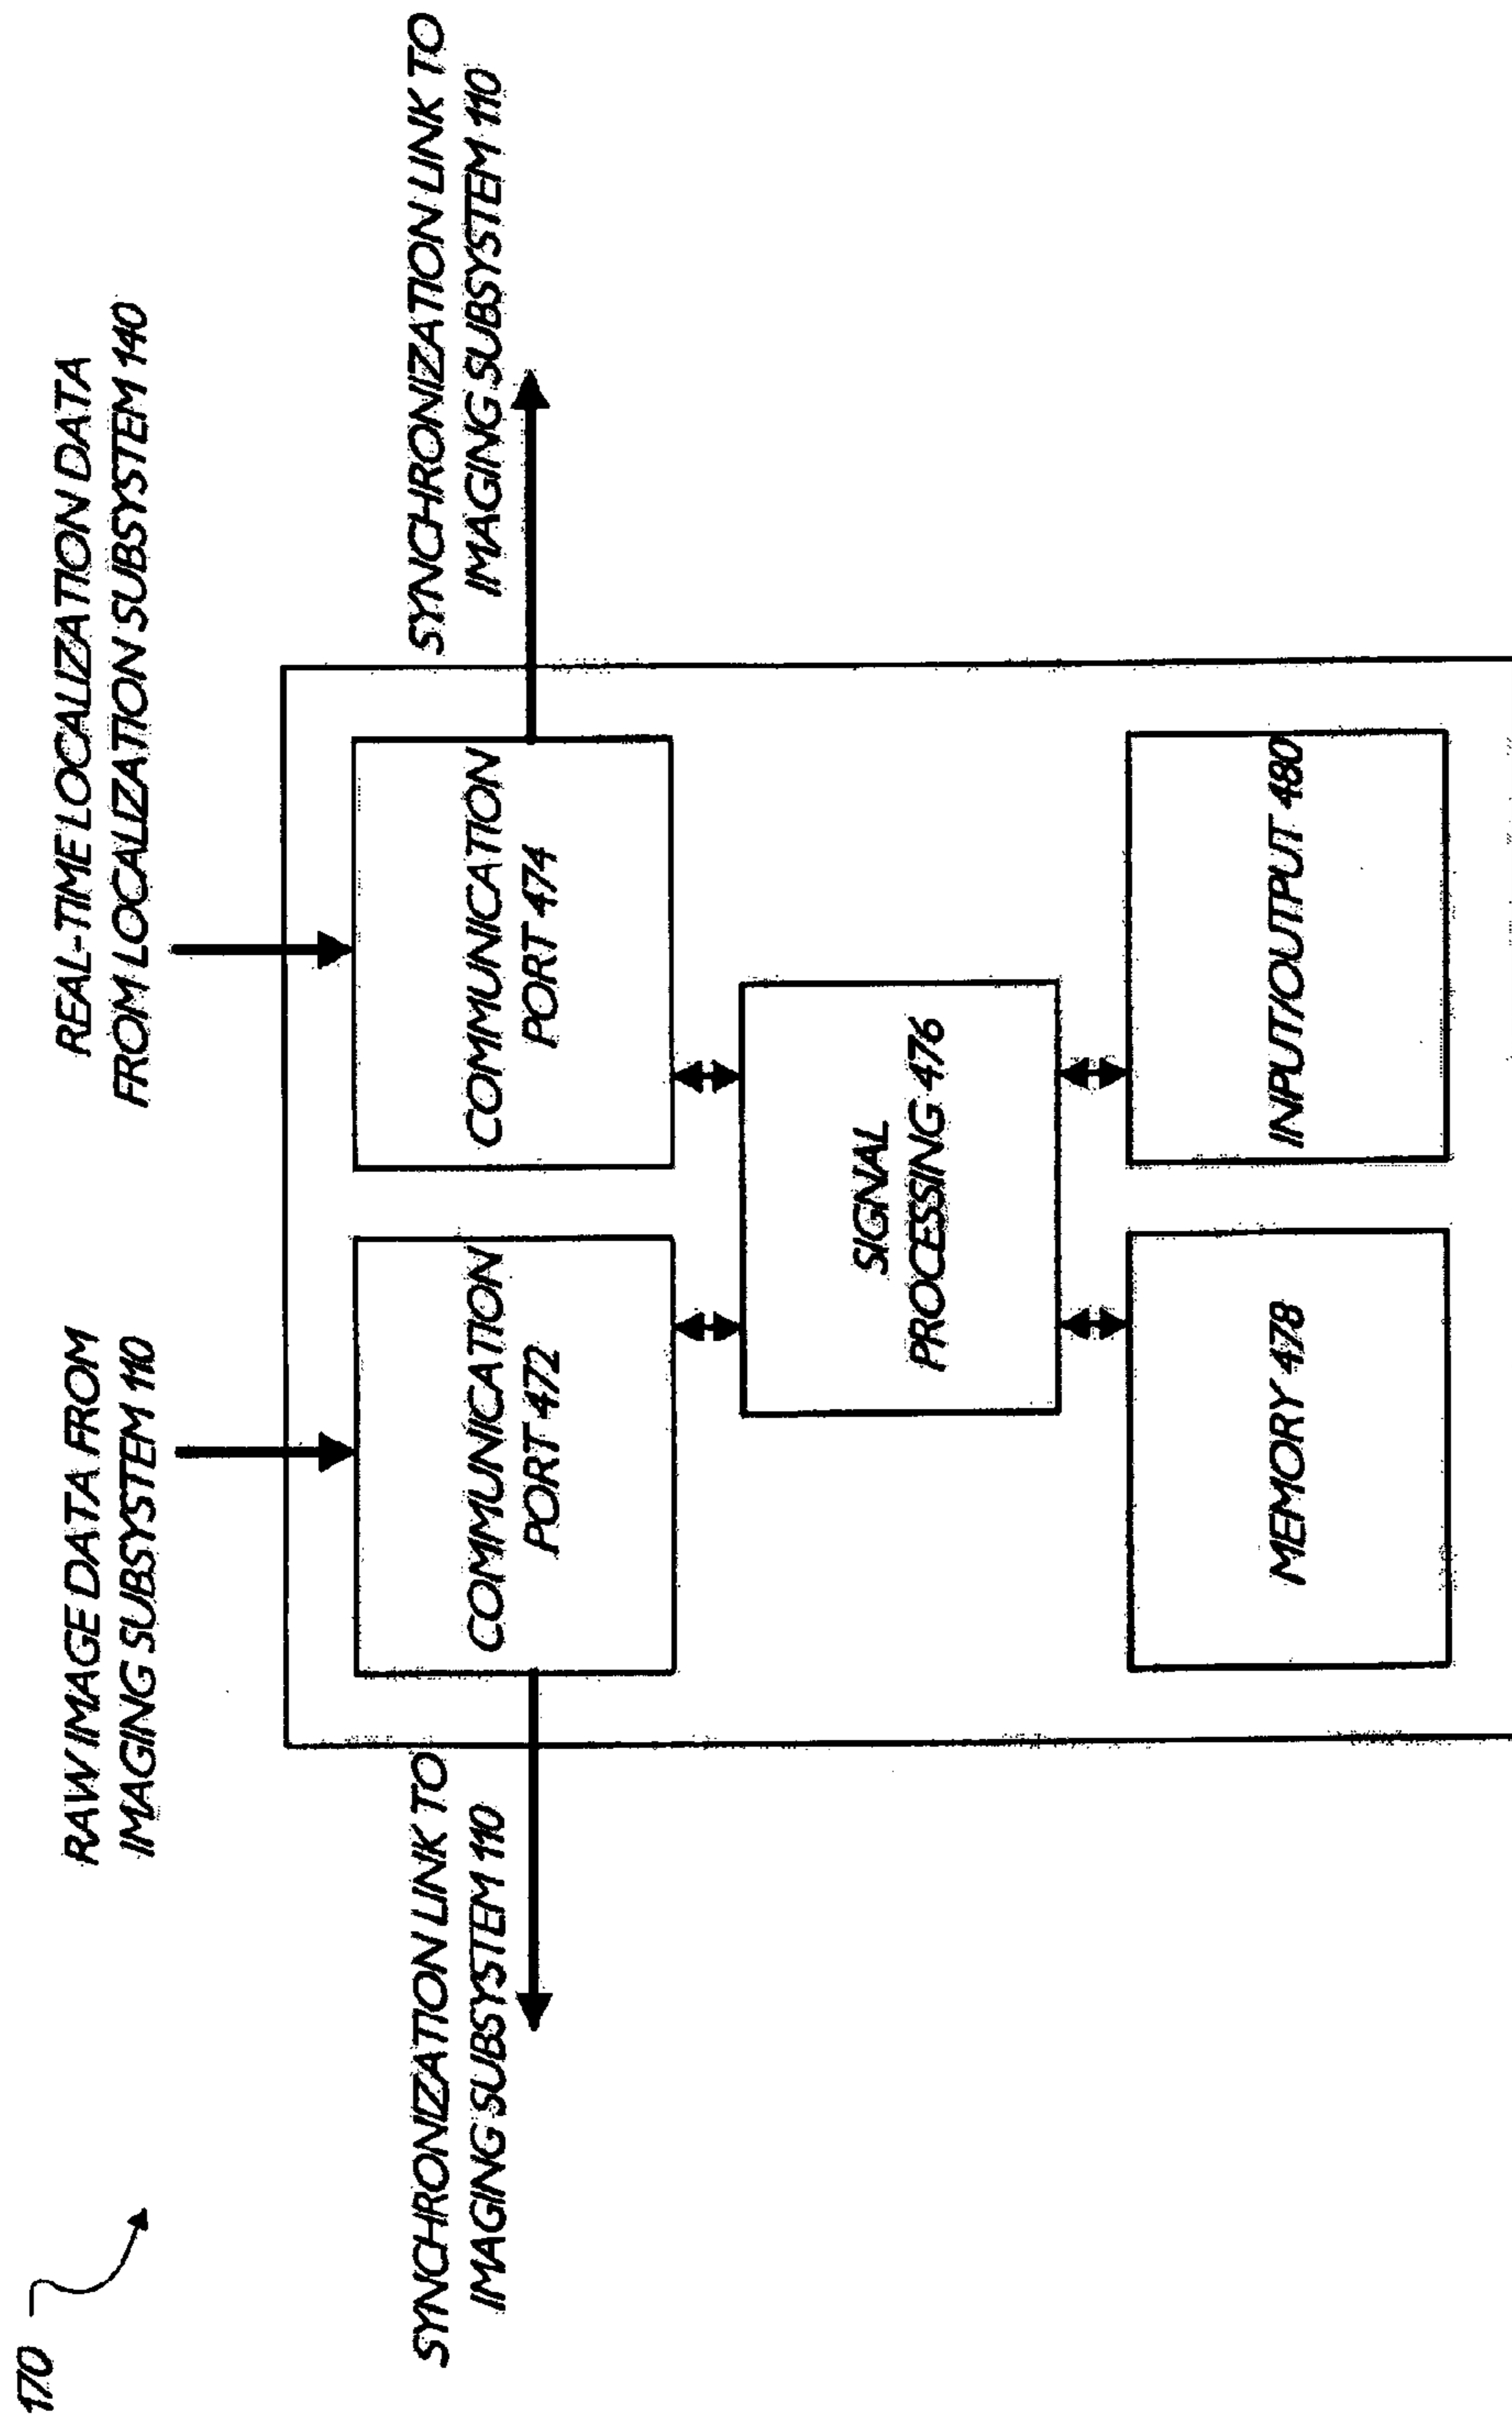 170
RAW IMAGE DATA FROM
IMAGING SUBSYSTEM 110
REAL-TIME LOCALIZATION DATA
FROM LOCALIZATION SUBSYSTEM 140
SYNCHRONIZATION LINK TO
IMAGING SUBSYSTEM 110
COMMUNICATION
PORT 472
COMMUNICATION
PORT 474
SYNCHRONIZATION LINK TO
IMAGING SUBSYSTEM 110
SIGNAL
PROCESSING 476
MEMORY 478
INPUT/OUTPUT 480